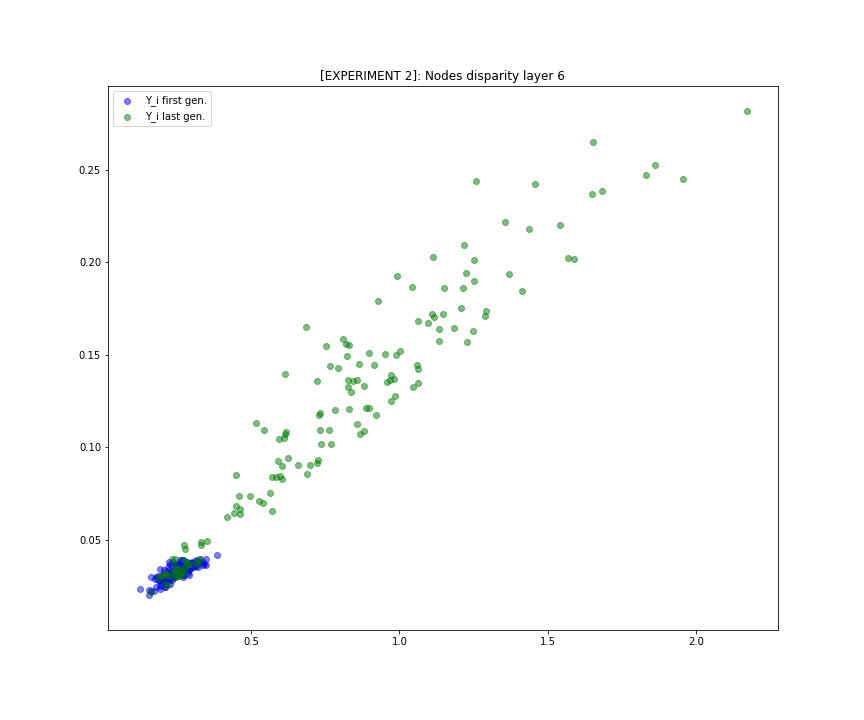 [EXPERIMENT 2]: Nodes disparity layer 6
Y_i first gen.
Y_i last gen.
0.25
0.20
0.15
0.10
0.05
0.5 1.0 1.5 2.0